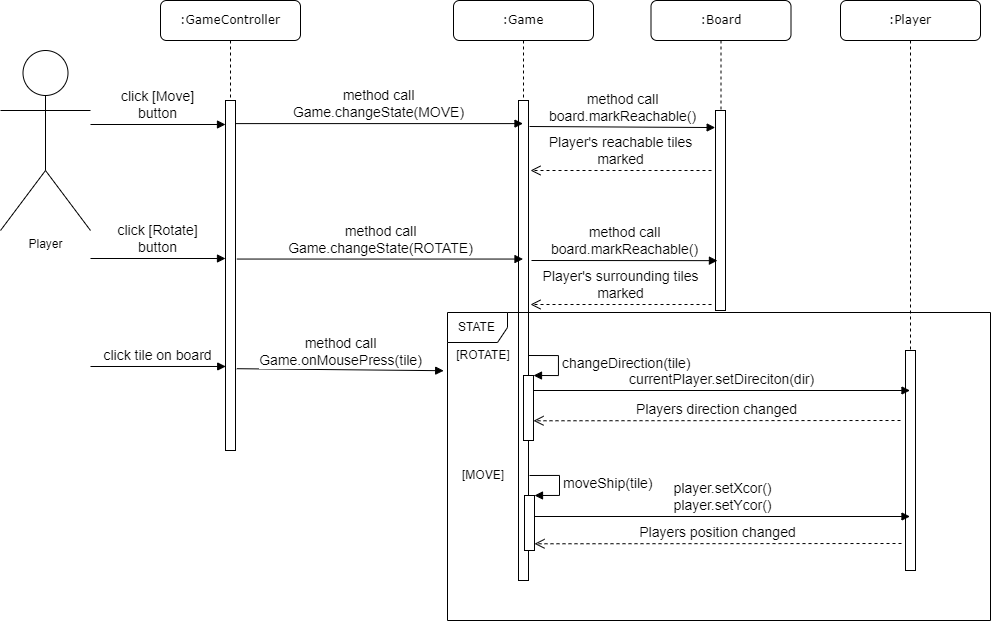 :GameController
:Game
:Board
:Player
click [Move]
button
method call
Game.changeState(MOVE)
method call
board.markReachable()
Player's reachable tiles
marked
Player
click [Rotate]
button
method call
Game.changeState(ROTATE)
method call
board.markReachable()
Player's surrounding tiles
marked
STATE
click tile on board
method call
Game.onMousePress(tile)
[ROTATE]
changeDirection(tile)
currentPlayer.setDireciton(dir)
Players direction changed
[MOVE]
moveShip(tile)
player.setXcor()
player.setYcor()
Players position changed